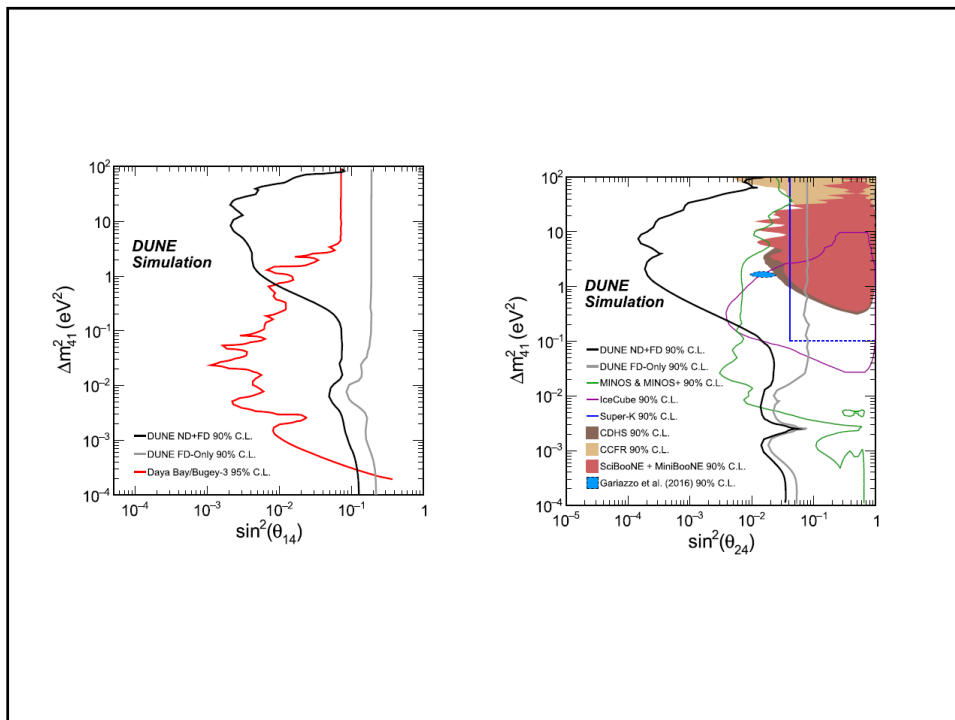 10²
10
1
10⁻¹
10⁻²
10⁻³
10⁻⁴
Δm²₄₁ (eV²)
DUNE
Simulation
DUNE ND+FD 90% C.L.
DUNE FD-Only 90% C.L.
Daya Bay/Bugey-3 95% C.L.
10⁻⁴ 10⁻³ 10⁻² 10⁻¹ 1
sin²(θ₁₄)
10²
10
1
10⁻¹
10⁻²
10⁻³
10⁻⁴
Δm²₄₁ (eV²)
DUNE
Simulation
DUNE ND+FD 90% C.L.
DUNE FD-Only 90% C.L.
MINOS & MINOS+ 90% C.L.
IceCube 90% C.L.
Super-K 90% C.L.
CDHS 90% C.L.
CCFR 90% C.L.
SciBooNE + MiniBooNE 90% C.L.
Gariazzo et al. (2016) 90% C.L.
10⁻⁵ 10⁻⁴ 10⁻³ 10⁻² 10⁻¹ 1
sin²(θ₂₄)